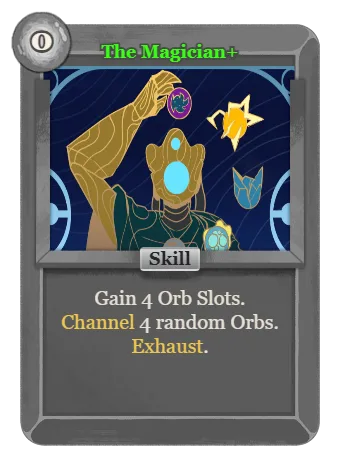 0
The Magician+
Skill
Gain 4 Orb Slots.
Channel 4 random Orbs.
Exhaust.